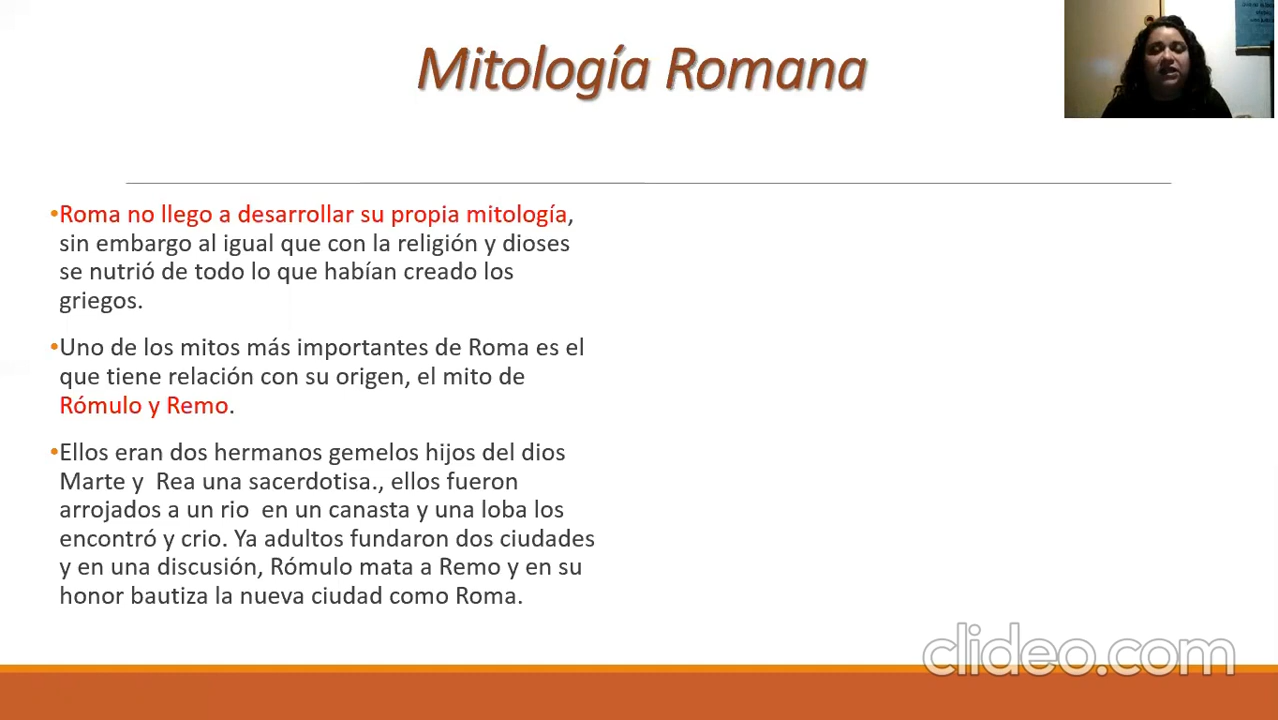 Mitología Romana
•Roma no llego a desarrollar su propia mitología,
sin embargo al igual que con la religión y dioses
se nutrió de todo lo que habían creado los
griegos.
•Uno de los mitos más importantes de Roma es el
que tiene relación con su origen, el mito de
Rómulo y Remo.
•Ellos eran dos hermanos gemelos hijos del dios
Marte y  Rea una sacerdotisa., ellos fueron
arrojados a un rio  en un canasta y una loba los
encontró y crio. Ya adultos fundaron dos ciudades
y en una discusión, Rómulo mata a Remo y en su
honor bautiza la nueva ciudad como Roma.
clideo.com